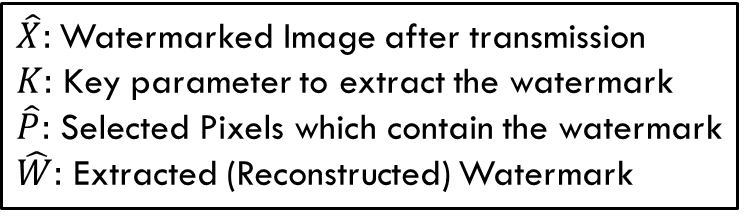 X̂: Watermarked Image after transmission
K: Key parameter to extract the watermark
P̂: Selected Pixels which contain the watermark
Ŵ: Extracted (Reconstructed) Watermark